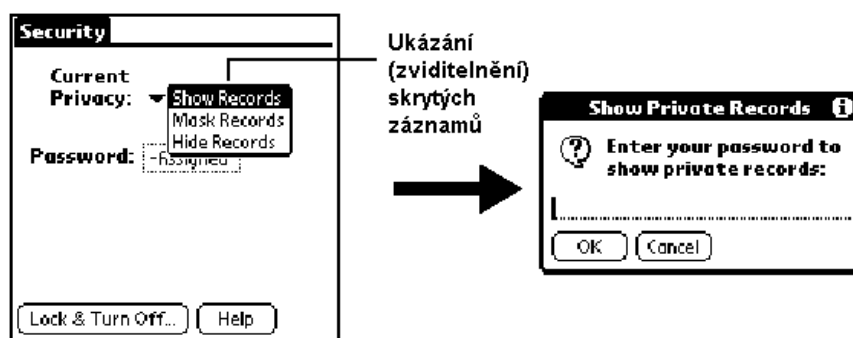 Security
Current
Privacy:
Show Records
Mask Records
Hide Records
Password: -Assigned-
Lock & Turn Off...
Help
Ukázání
(zviditelnění)
skrytých
záznamů
Show Private Records
Enter your password to
show private records:
OK
Cancel